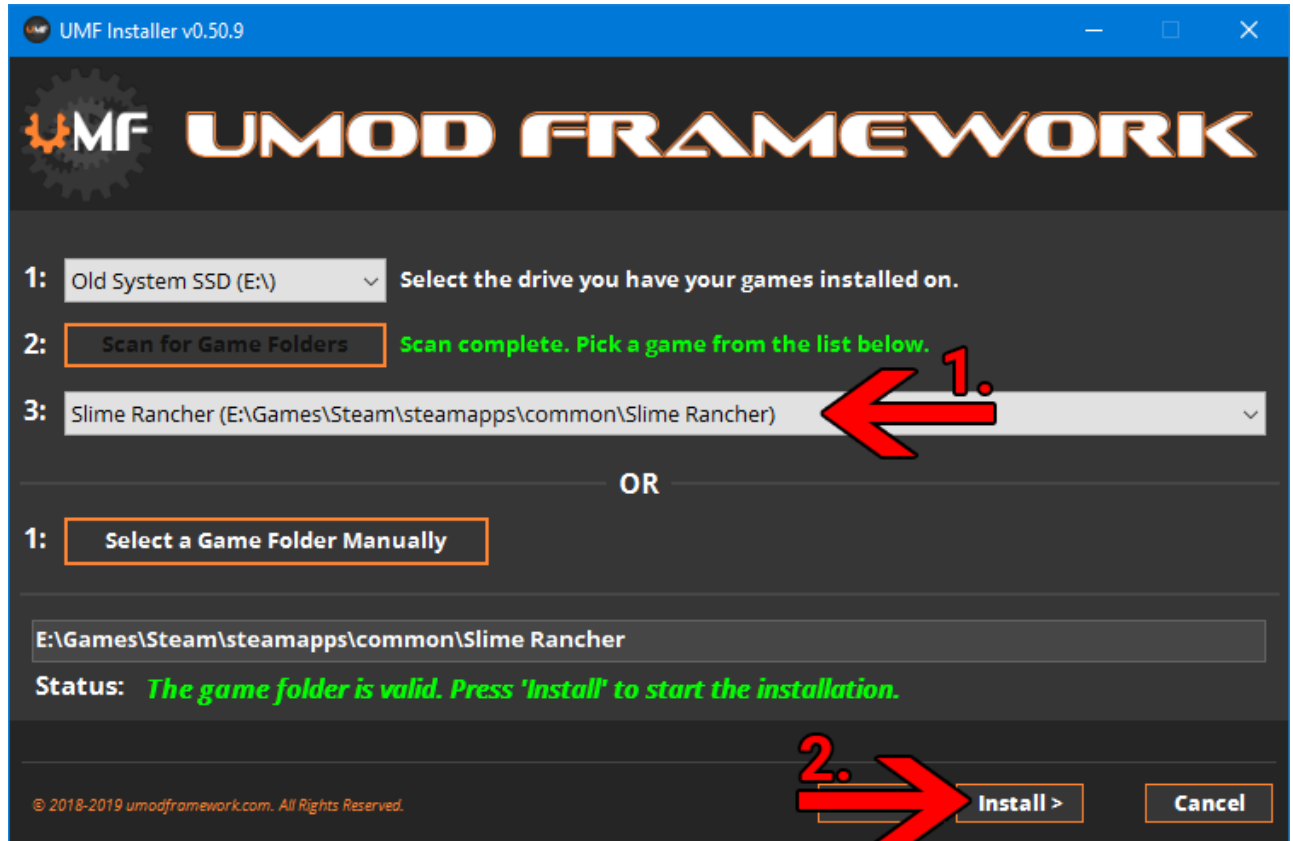 UMF Installer v0.50.9
UMF UMOD FRAMEWORK
1: Old System SSD (E:\) Select the drive you have your games installed on.
2: Scan for Game Folders Scan complete. Pick a game from the list below.
1.
3: Slime Rancher (E:\Games\Steam\steamapps\common\Slime Rancher)
OR
1: Select a Game Folder Manually
E:\Games\Steam\steamapps\common\Slime Rancher
Status: The game folder is valid. Press 'Install' to start the installation.
2.
© 2018-2019 umodframework.com. All Rights Reserved. Install > Cancel